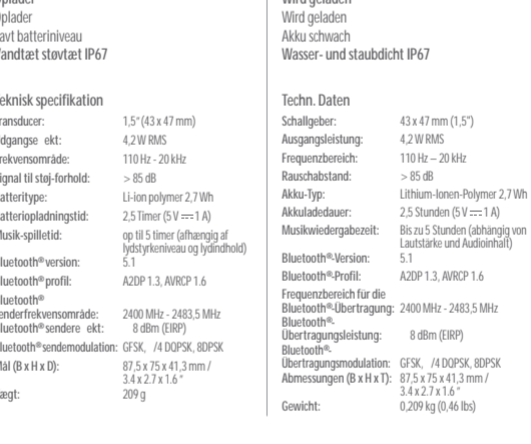 plader
avt batteriniveau
andtæt støvtæt IP67
eknisk specifikation
ransducer: 1,5" (43 x 47 mm)
dgangse ekt: 4,2 W RMS
rekvensområde: 110 Hz - 20 kHz
ignal til støj-forhold: > 85 dB
atteritype: Li-ion polymer 2,7 Wh
atteriopladningstid: 2,5 Timer (5 V ⎓ 1 A)
usik-spilletid: op til 5 timer (afhængig af
lydstyrkeniveau og lydindhold)
luetooth® version: 5.1
luetooth® profil: A2DP 1.3, AVRCP 1.6
luetooth®
enderfrekvensområde: 2400 MHz - 2483,5 MHz
luetooth® sendere ekt: 8 dBm (EIRP)
luetooth® sendemodulation: GFSK, /4 DQPSK, 8DPSK
ål (B x H x D): 87,5 x 75 x 41,3 mm /
3.4 x 2.7 x 1.6 "
ægt: 209 g
Wird geladen
Wird geladen
Akku schwach
Wasser- und staubdicht IP67
Techn. Daten
Schallgeber: 43 x 47 mm (1,5")
Ausgangsleistung: 4,2 W RMS
Frequenzbereich: 110 Hz – 20 kHz
Rauschabstand: > 85 dB
Akku-Typ: Lithium-Ionen-Polymer 2,7 Wh
Akkuladedauer: 2,5 Stunden (5 V ⎓ 1 A)
Musikwiedergabezeit: Bis zu 5 Stunden (abhängig von
Lautstärke und Audioinhalt)
Bluetooth®-Version: 5.1
Bluetooth®-Profil: A2DP 1.3, AVRCP 1.6
Frequenzbereich für die
Bluetooth®-Übertragung: 2400 MHz - 2483,5 MHz
Bluetooth®-
Übertragungsleistung: 8 dBm (EIRP)
Bluetooth®-
Übertragungsmodulation: GFSK, /4 DQPSK, 8DPSK
Abmessungen (B x H x T): 87,5 x 75 x 41,3 mm /
3.4 x 2.7 x 1.6 "
Gewicht: 0,209 kg (0,46 lbs)